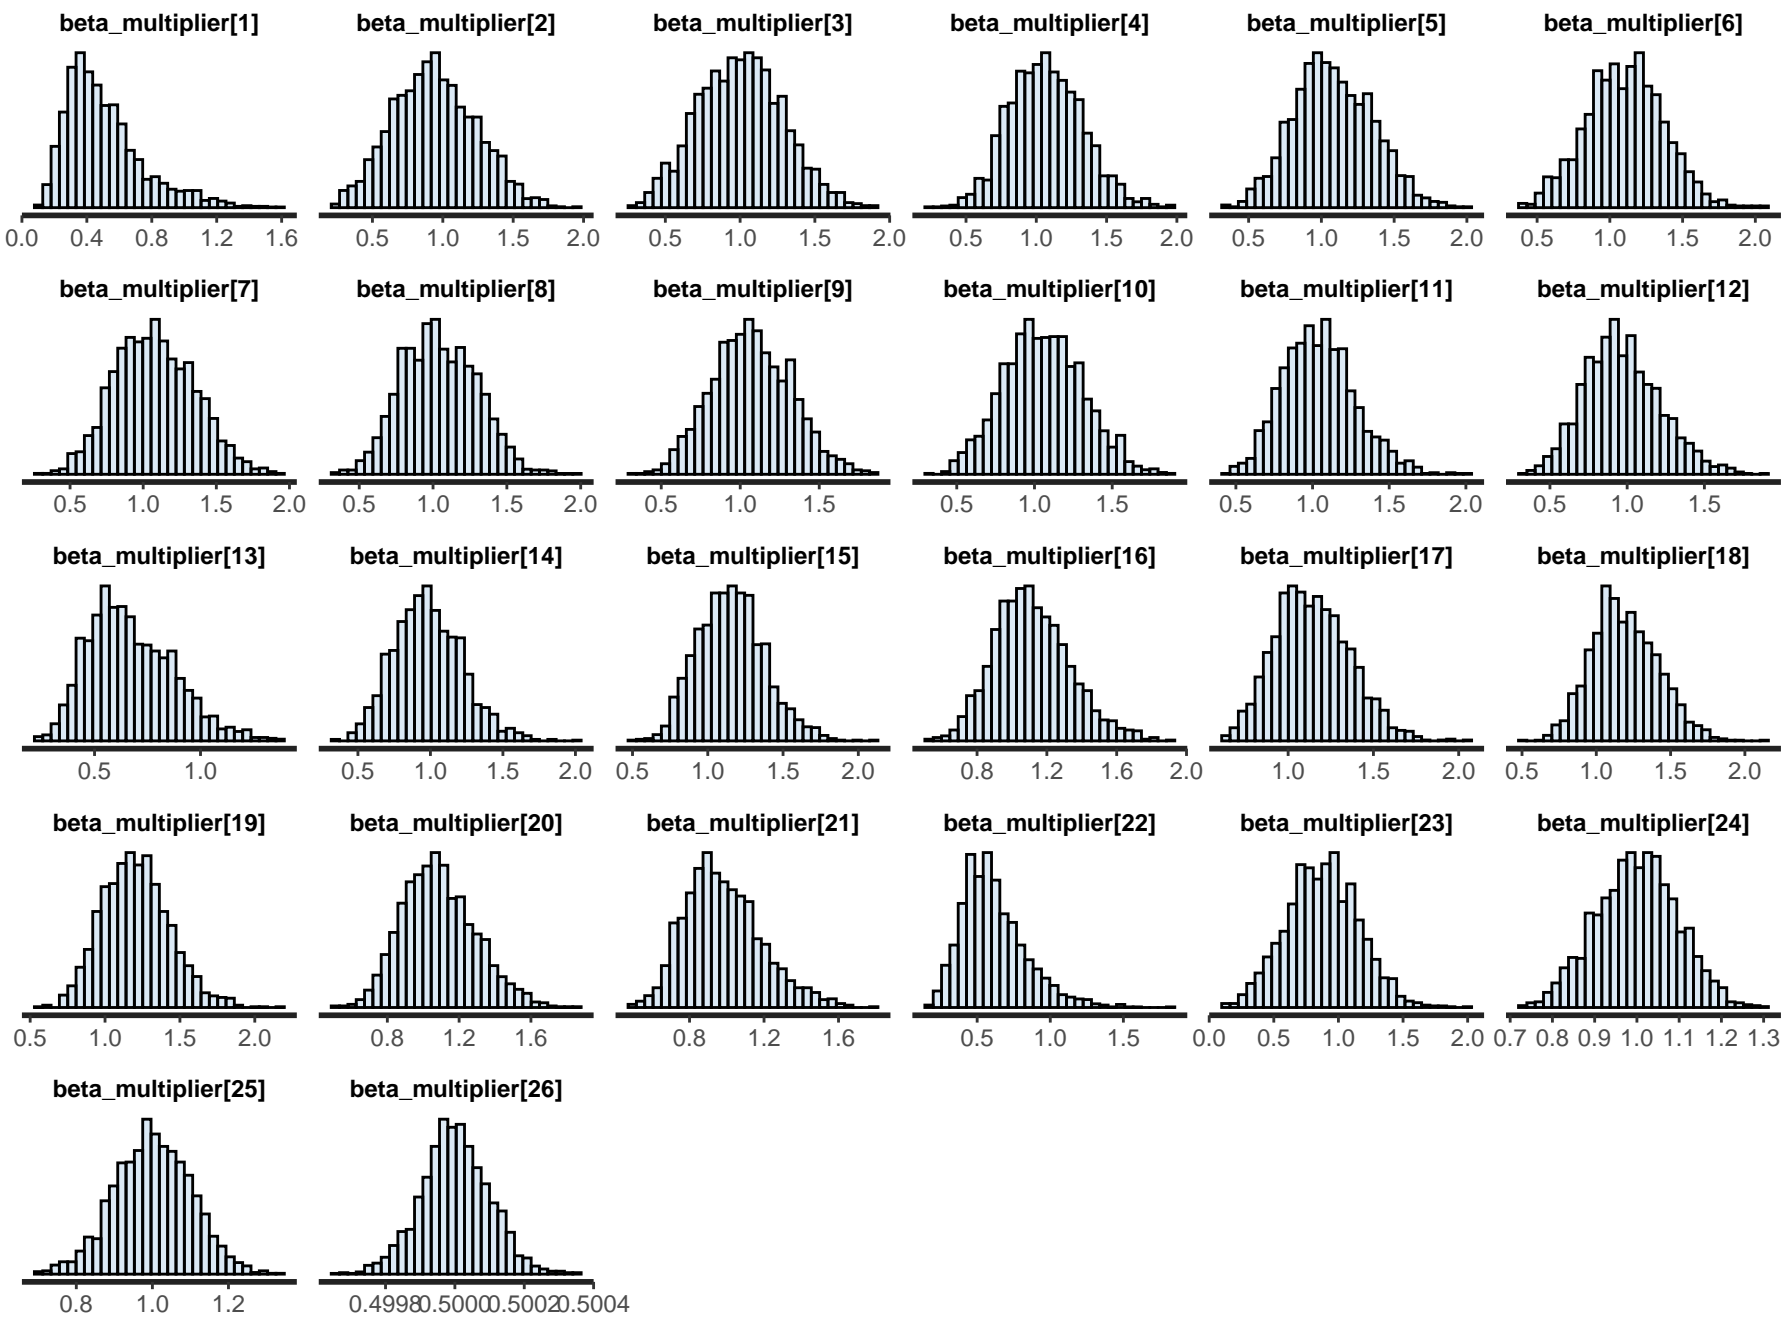 beta_multiplier[1] beta_multiplier[2] beta_multiplier[3] beta_multiplier[4] beta_multiplier[5] beta_multiplier[6]
0.0 0.4 0.8 1.2 1.6 0.5 1.0 1.5 2.0 0.5 1.0 1.5 2.0 0.5 1.0 1.5 2.0 0.5 1.0 1.5 2.0 0.5 1.0 1.5 2.0
beta_multiplier[7] beta_multiplier[8] beta_multiplier[9] beta_multiplier[10] beta_multiplier[11] beta_multiplier[12]
0.5 1.0 1.5 2.0 0.5 1.0 1.5 2.0 0.5 1.0 1.5 0.5 1.0 1.5 0.5 1.0 1.5 2.0 0.5 1.0 1.5
beta_multiplier[13] beta_multiplier[14] beta_multiplier[15] beta_multiplier[16] beta_multiplier[17] beta_multiplier[18]
0.5 1.0 0.5 1.0 1.5 2.0 0.5 1.0 1.5 2.0 0.8 1.2 1.6 2.0 1.0 1.5 2.0 0.5 1.0 1.5 2.0
beta_multiplier[19] beta_multiplier[20] beta_multiplier[21] beta_multiplier[22] beta_multiplier[23] beta_multiplier[24]
0.5 1.0 1.5 2.0 0.8 1.2 1.6 0.8 1.2 1.6 0.5 1.0 1.5 0.0 0.5 1.0 1.5 2.0 0.7 0.8 0.9 1.0 1.1 1.2 1.3
beta_multiplier[25] beta_multiplier[26]
0.8 1.0 1.2 0.4998 0.5000 0.5002 0.5004